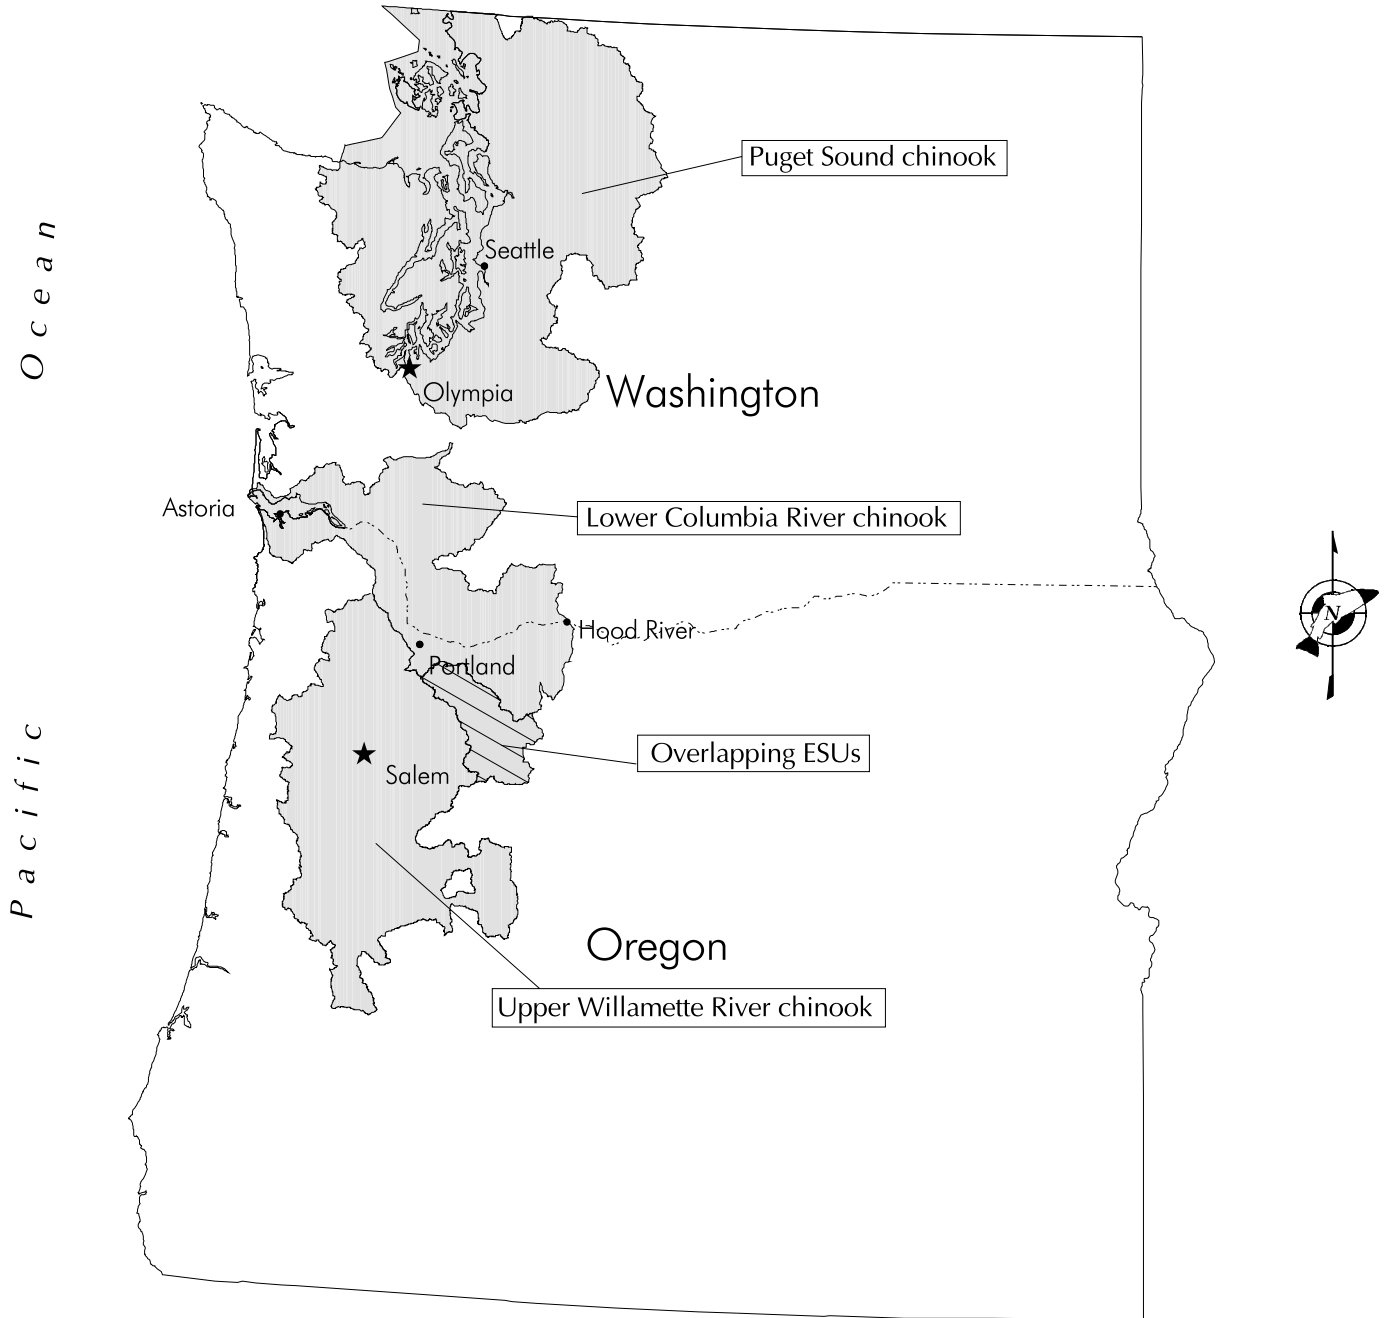 Puget Sound chinook
Ocean
Seattle
Olympia
Washington
Astoria
Lower Columbia River chinook
N
Hood River
Portland
Overlapping ESUs
Pacific
Salem
Oregon
Upper Willamette River chinook